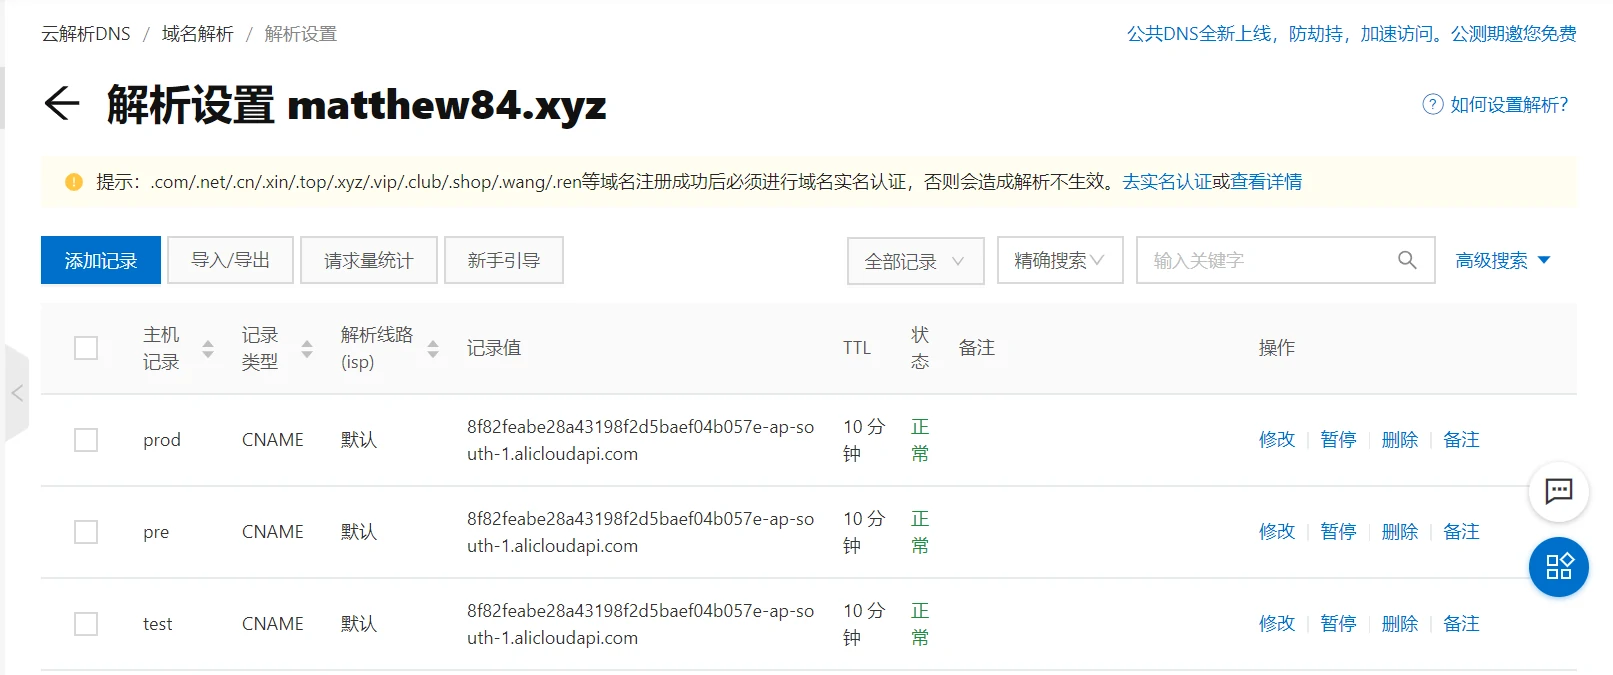 云解析DNS / 域名解析 / 解析设置
公共DNS全新上线，防劫持，加速访问。公测期邀您免费
解析设置 matthew84.xyz
? 如何设置解析?
! 提示：.com/.net/.cn/.xin/.top/.xyz/.vip/.club/.shop/.wang/.ren等域名注册成功后必须进行域名实名认证，否则会造成解析不生效。去实名认证或查看详情
添加记录 导入/导出 请求量统计 新手引导 全部记录 精确搜索 输入关键字 高级搜索
主机 记录 解析线路 状
记录值 TTL 备注 操作
记录 类型 (isp) 态
8f82feabe28a43198f2d5baef04b057e-ap-so 10 分 正
prod CNAME 默认 修改 暂停 删除 备注
uth-1.alicloudapi.com 钟 常
8f82feabe28a43198f2d5baef04b057e-ap-so 10 分 正
pre CNAME 默认 修改 暂停 删除 备注
uth-1.alicloudapi.com 钟 常
8f82feabe28a43198f2d5baef04b057e-ap-so 10 分 正
test CNAME 默认 修改 暂停 删除 备注
uth-1.alicloudapi.com 钟 常